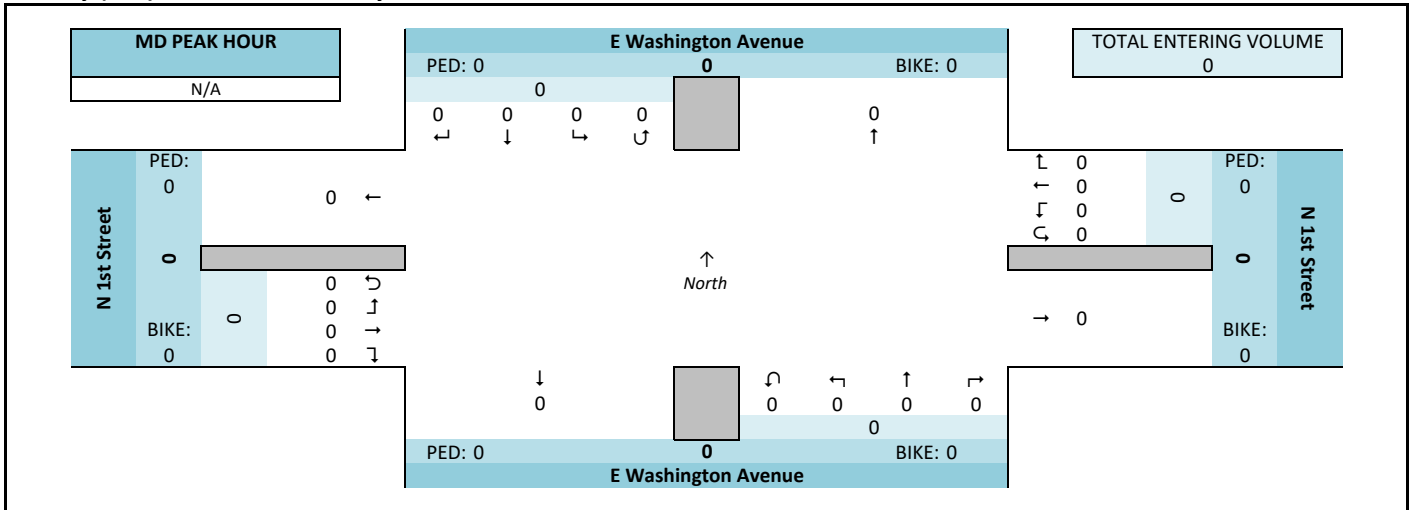 MD PEAK HOUR
N/A
E Washington Avenue
PED: 0 0 BIKE: 0
0
0 0 0 0
↵ ↓ ↳ ↺
0
↑
TOTAL ENTERING VOLUME
0
N 1st Street
PED:
0
0
BIKE:
0
0
0 ←
0 ⮌
0 ↰
0 →
0 ↴
↑
North
↱ 0
← 0
↲ 0
⮎ 0
→ 0
0
PED:
0
0
BIKE:
0
N 1st Street
↓
0
↶ ↰ ↑ ↱
0 0 0 0
0
PED: 0 0 BIKE: 0
E Washington Avenue